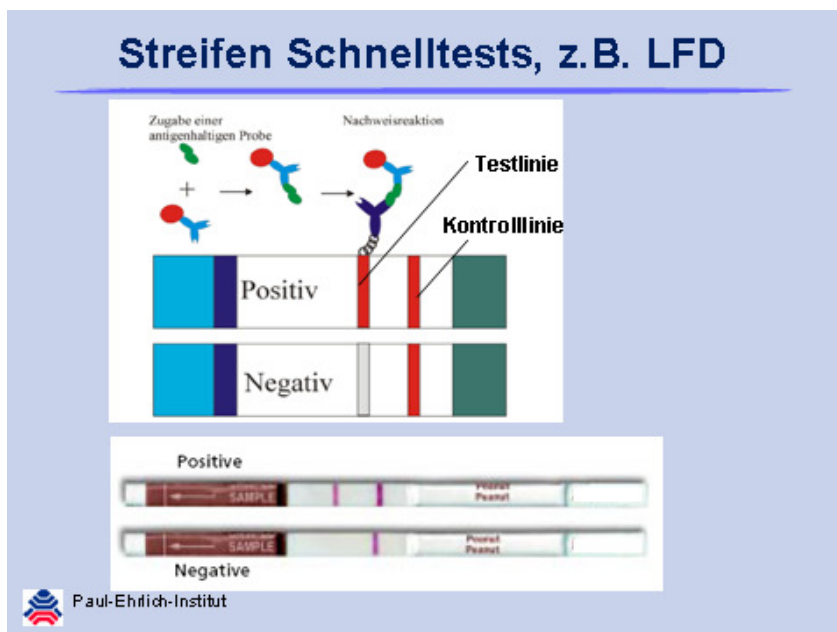 Streifen Schnelltests, z.B. LFD
Zugabe einer
antigenhaltigen Probe
Nachweisreaktion
+
Testlinie
Kontrolllinie
Positiv
Negativ
Positive
SAMPLE
Peanut
Peanut
SAMPLE
Peanut
Peanut
Negative
Paul-Ehrlich-Institut